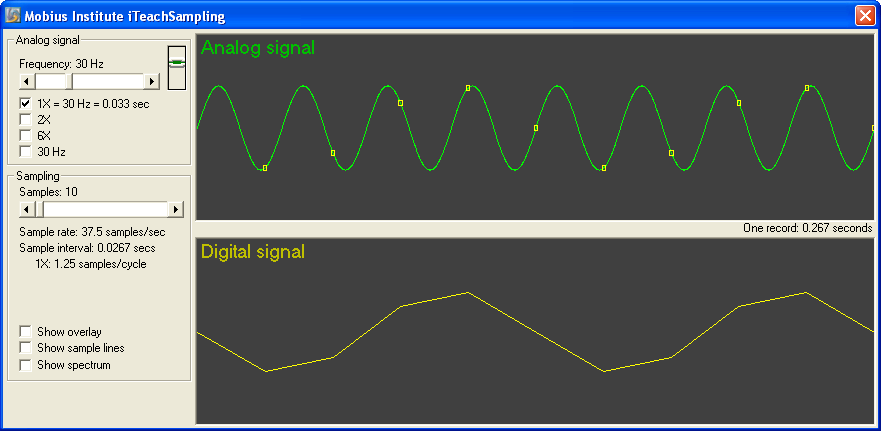 Mobius Institute iTeachSampling
Analog signal
Frequency: 30 Hz
1X = 30 Hz = 0.033 sec
2X
6X
30 Hz
Sampling
Samples: 10
Sample rate: 37.5 samples/sec
Sample interval: 0.0267 secs
1X: 1.25 samples/cycle
Show overlay
Show sample lines
Show spectrum
Analog signal
One record: 0.267 seconds
Digital signal